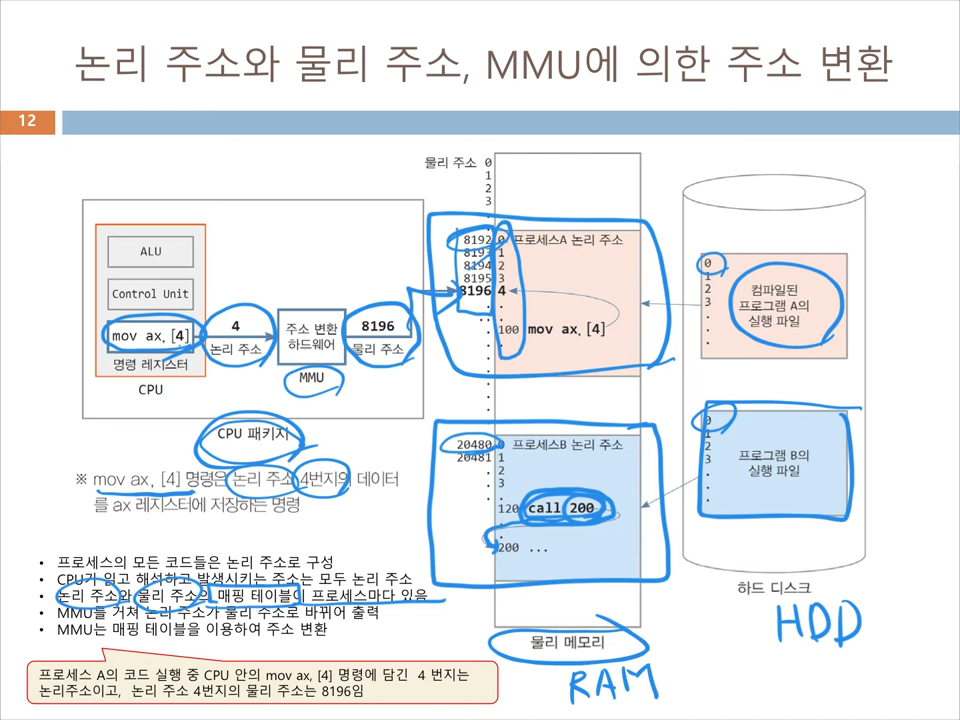 논리 주소와 물리 주소, MMU에 의한 주소 변환
12
물리 주소 0
1
2
3
.
.
8192 0 프로세스A 논리 주소
8193 1
8194 2
8195 3
8196 4
.
.
100 mov ax, [4]
.
.
.
.
.
.
20480 0 프로세스B 논리 주소
20481 1
. 2
. 3
. .
120 call 200
.
200 ...
물리 메모리
RAM
ALU
Control Unit
mov ax, [4]
명령 레지스터
CPU
4
논리 주소
주소 변환
하드웨어
MMU
8196
물리 주소
CPU 패키지
0
1
2
3
.
.
.
컴파일된
프로그램 A의
실행 파일
0
1
2
3
.
.
.
프로그램 B의
실행 파일
하드 디스크
HDD
※ mov ax, [4] 명령은 논리 주소 4번지의 데이터
를 ax 레지스터에 저장하는 명령
• 프로세스의 모든 코드들은 논리 주소로 구성
• CPU가 읽고 해석하고 발생시키는 주소는 모두 논리 주소
• 논리 주소와 물리 주소의 매핑 테이블이 프로세스마다 있음
• MMU를 거쳐 논리 주소가 물리 주소로 바뀌어 출력
• MMU는 매핑 테이블을 이용하여 주소 변환
프로세스 A의 코드 실행 중 CPU 안의 mov ax, [4] 명령에 담긴 4 번지는
논리주소이고, 논리 주소 4번지의 물리 주소는 8196임